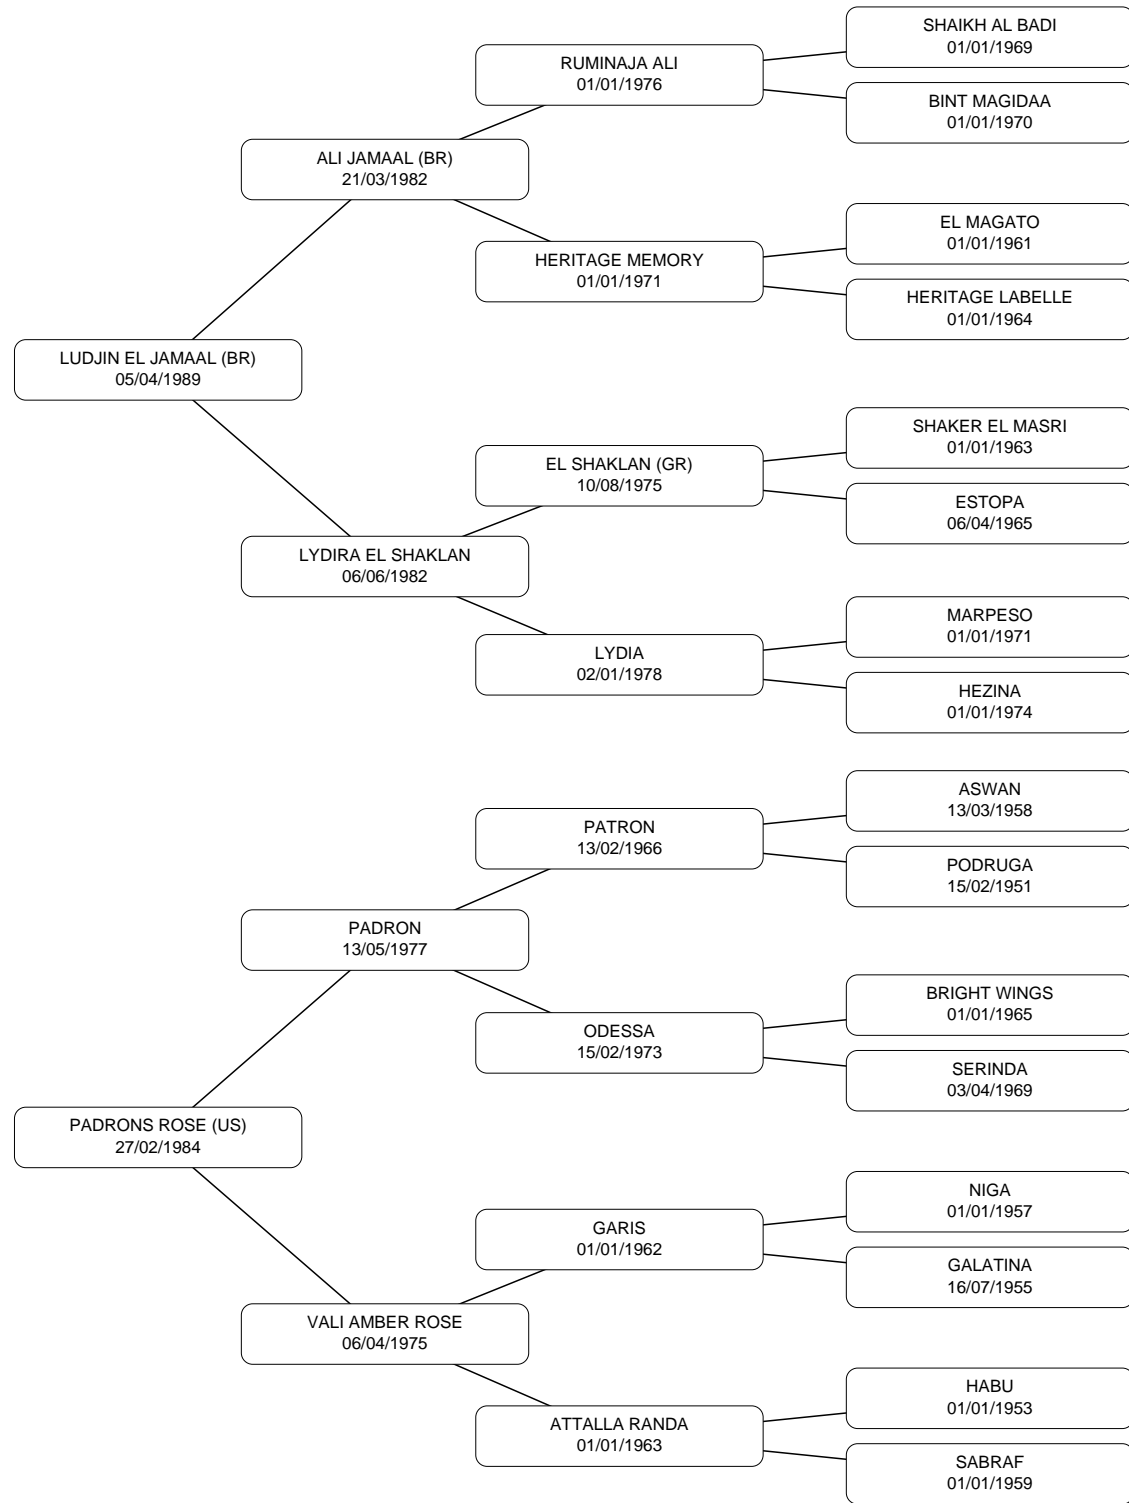 SHAIKH AL BADI
01/01/1969
RUMINAJA ALI
01/01/1976
BINT MAGIDAA
01/01/1970
ALI JAMAAL (BR)
21/03/1982
EL MAGATO
01/01/1961
HERITAGE MEMORY
01/01/1971
HERITAGE LABELLE
01/01/1964
LUDJIN EL JAMAAL (BR)
05/04/1989
SHAKER EL MASRI
01/01/1963
EL SHAKLAN (GR)
10/08/1975
ESTOPA
06/04/1965
LYDIRA EL SHAKLAN
06/06/1982
MARPESO
01/01/1971
LYDIA
02/01/1978
HEZINA
01/01/1974
ASWAN
13/03/1958
PATRON
13/02/1966
PODRUGA
15/02/1951
PADRON
13/05/1977
BRIGHT WINGS
01/01/1965
ODESSA
15/02/1973
SERINDA
03/04/1969
PADRONS ROSE (US)
27/02/1984
NIGA
01/01/1957
GARIS
01/01/1962
GALATINA
16/07/1955
VALI AMBER ROSE
06/04/1975
HABU
01/01/1953
ATTALLA RANDA
01/01/1963
SABRAF
01/01/1959